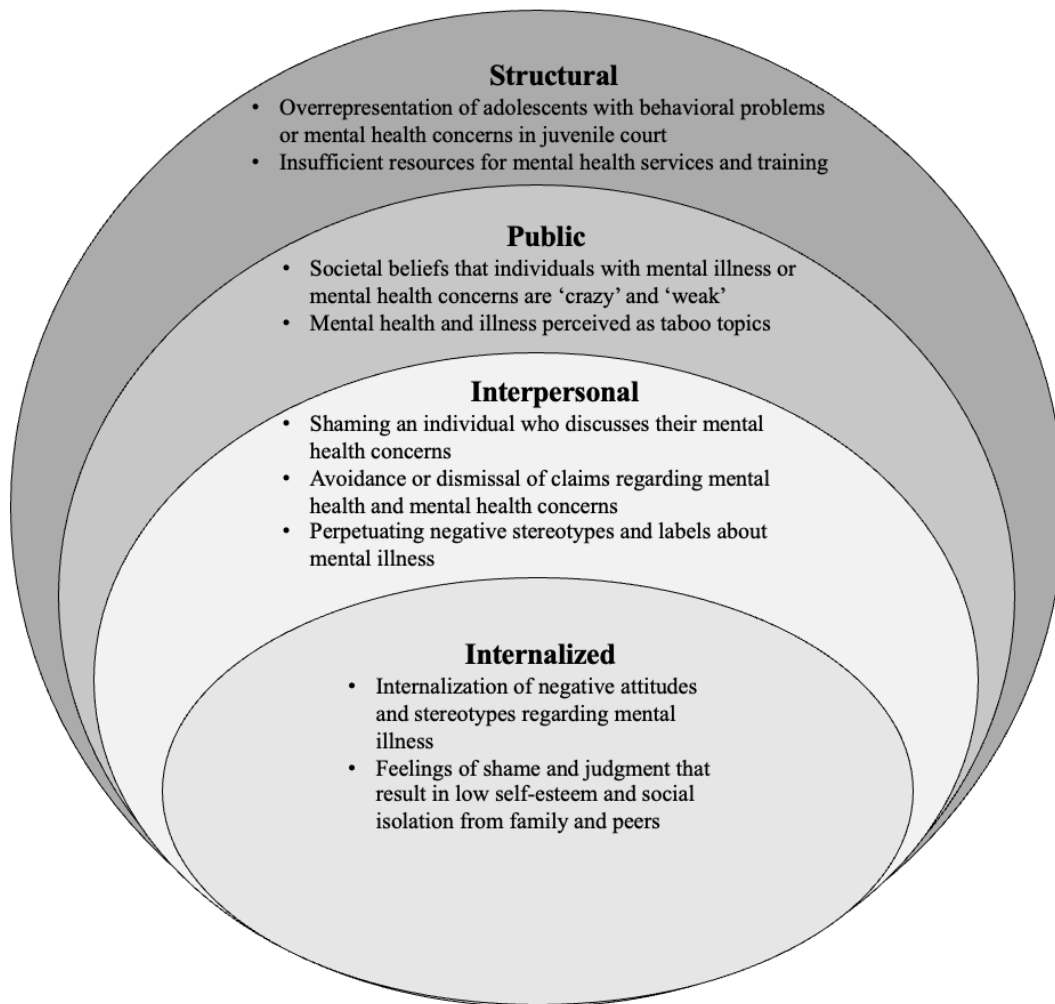 Structural
• Overrepresentation of adolescents with behavioral problems
or mental health concerns in juvenile court
• Insufficient resources for mental health services and training
Public
• Societal beliefs that individuals with mental illness or
mental health concerns are ‘crazy’ and ‘weak’
• Mental health and illness perceived as taboo topics
Interpersonal
• Shaming an individual who discusses their mental
health concerns
• Avoidance or dismissal of claims regarding mental
health and mental health concerns
• Perpetuating negative stereotypes and labels about
mental illness
Internalized
• Internalization of negative attitudes
and stereotypes regarding mental
illness
• Feelings of shame and judgment that
result in low self-esteem and social
isolation from family and peers